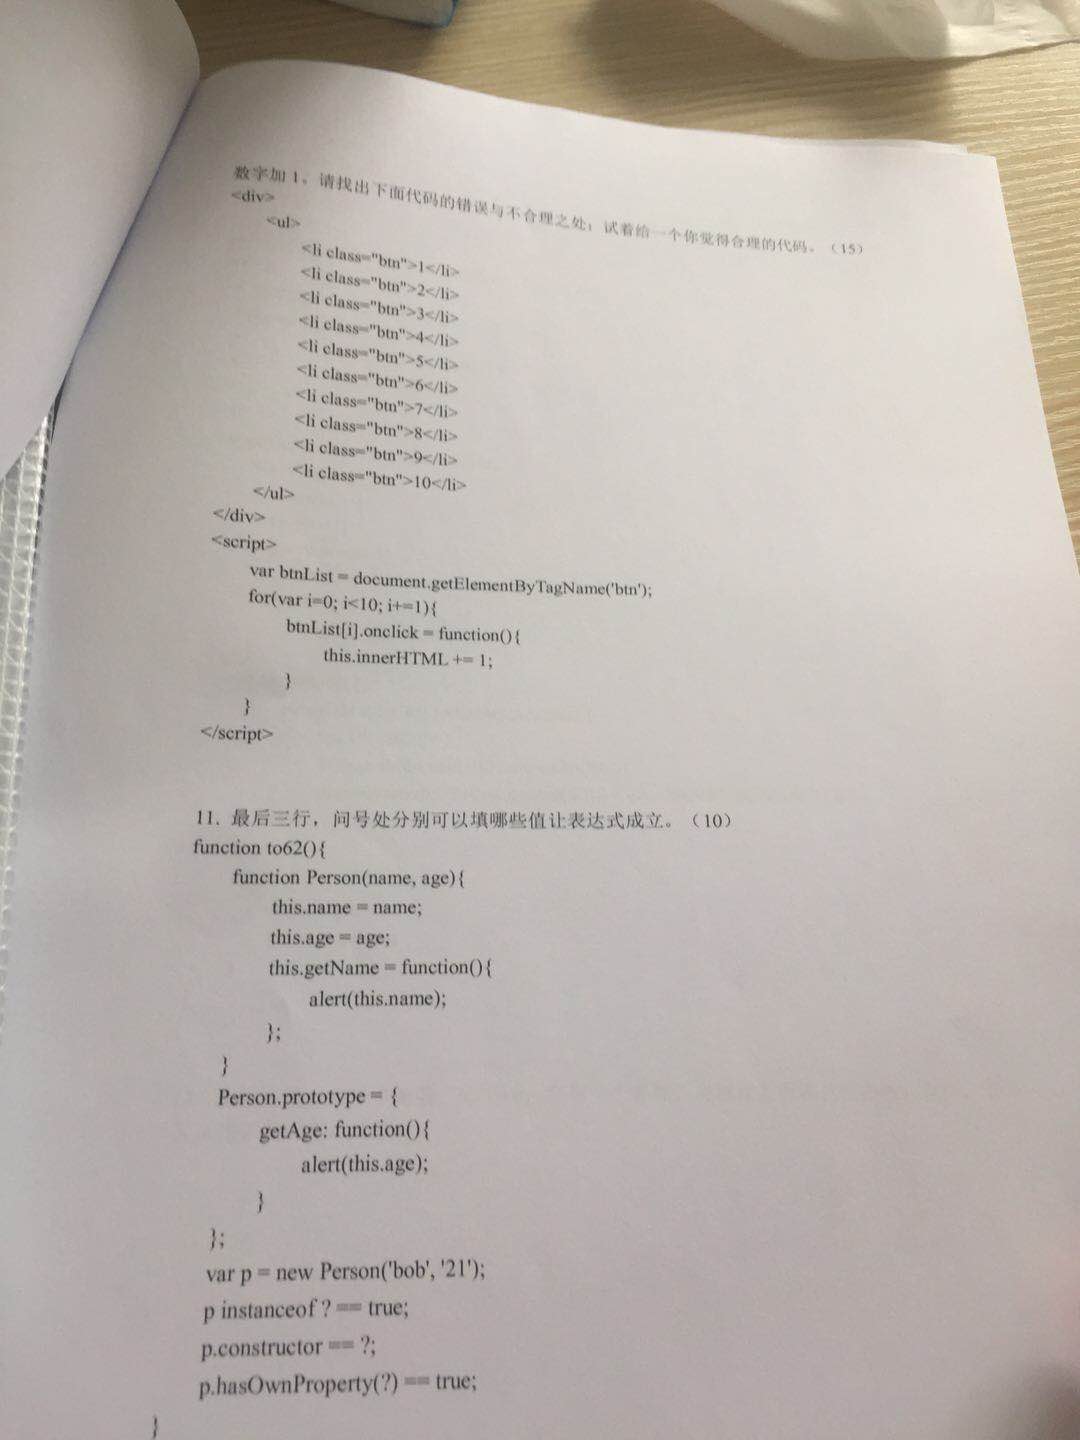 数字加 1。请找出下面代码的错误与不合理之处，试着给一个你觉得合理的代码。（15）
<div>
<ul>
<li class="btn">1</li>
<li class="btn">2</li>
<li class="btn">3</li>
<li class="btn">4</li>
<li class="btn">5</li>
<li class="btn">6</li>
<li class="btn">7</li>
<li class="btn">8</li>
<li class="btn">9</li>
<li class="btn">10</li>
</ul>
</div>
<script>
var btnList = document.getElementByTagName('btn');
for(var i=0; i<10; i+=1){
btnList[i].onclick = function(){
this.innerHTML += 1;
}
}
</script>
11. 最后三行，问号处分别可以填哪些值让表达式成立。（10）
function to62(){
function Person(name, age){
this.name = name;
this.age = age;
this.getName = function(){
alert(this.name);
};
}
Person.prototype = {
getAge: function(){
alert(this.age);
}
};
var p = new Person('bob', '21');
p instanceof ? == true;
p.constructor == ?;
p.hasOwnProperty(?) == true;
}